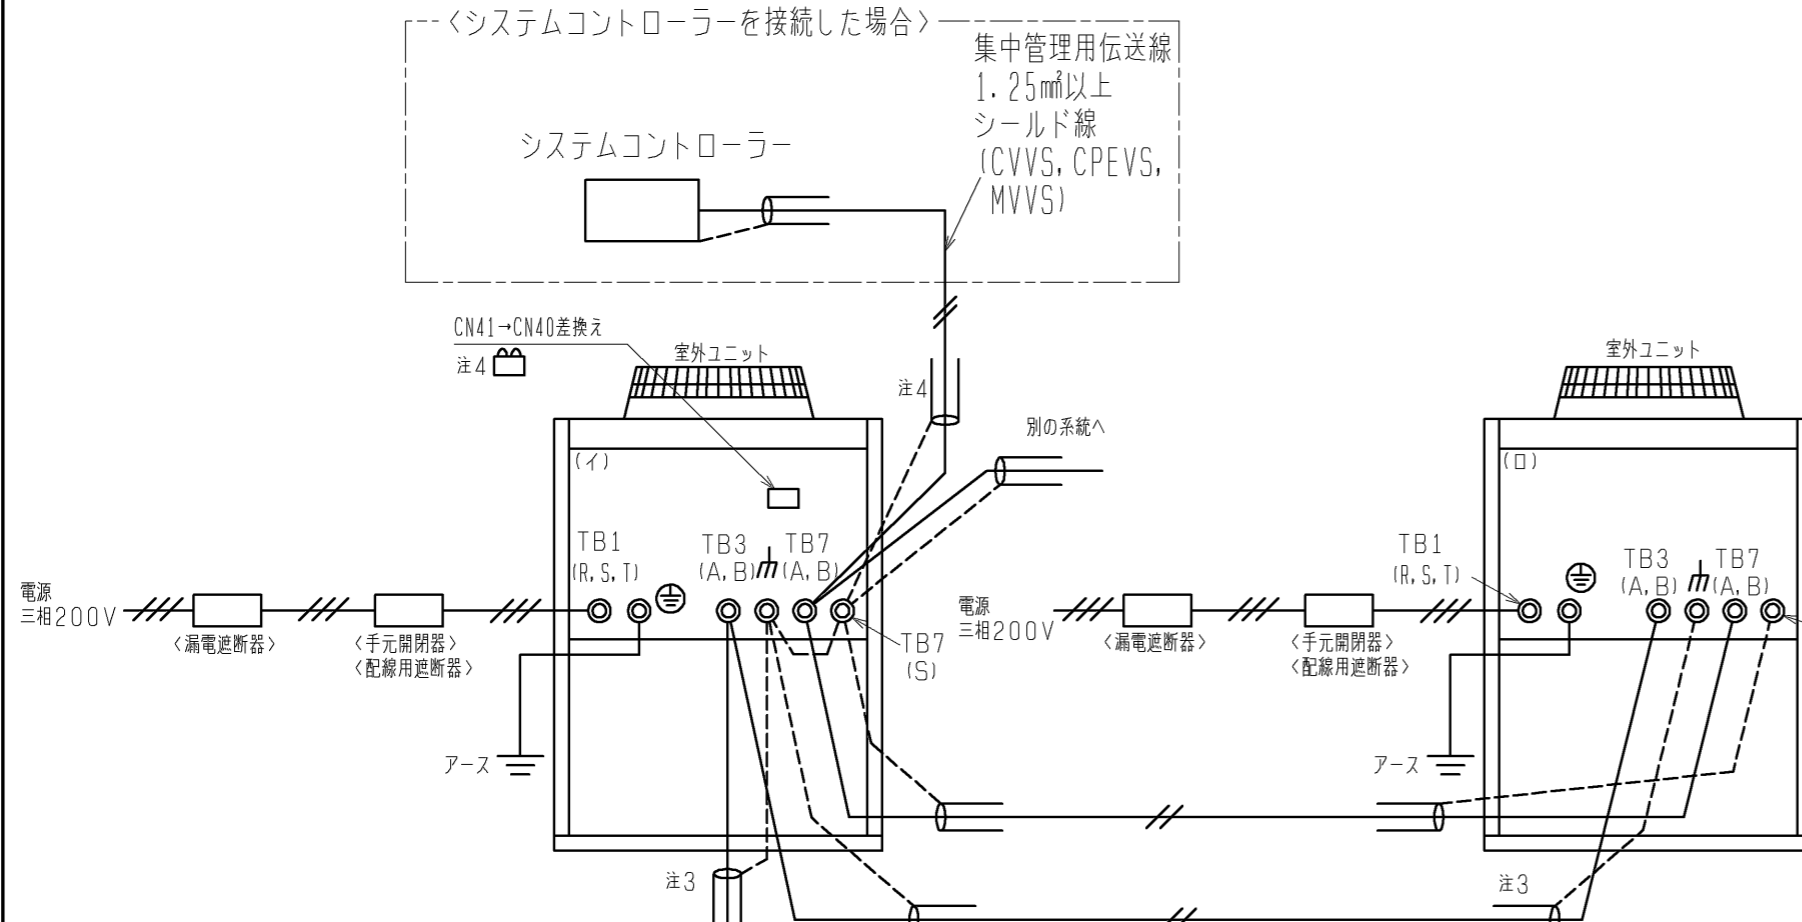 〈システムコントローラーを接続した場合〉
集中管理用伝送線
1.25㎟以上
シールド線
(CVVS, CPEVS,
MVVS)
システムコントローラー
CN41→CN40差換え
注4
室外ユニット
注4
別の系統へ
(イ)
TB1
(R, S, T)
TB3
(A, B)
TB7
(A, B)
電源
三相200V
〈漏電遮断器〉
〈手元開閉器〉
〈配線用遮断器〉
TB7
(S)
アース
注3
室外ユニット
(ロ)
TB1
(R, S, T)
TB3
(A, B)
TB7
(A, B)
電源
三相200V
〈漏電遮断器〉
〈手元開閉器〉
〈配線用遮断器〉
アース
注3